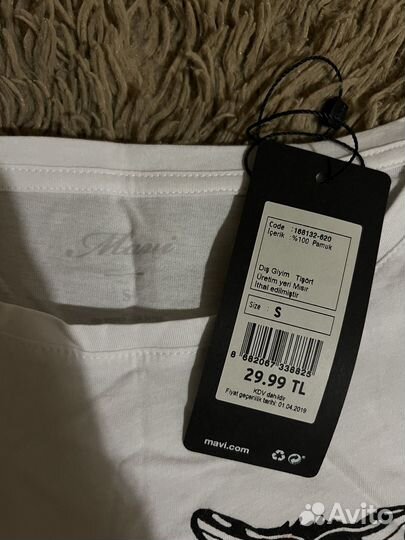 Mavi
S
Code :168132-620
İçerik :%100 Pamuk
Dış Giyim Tişört
Üretim yeri Mısır
İthal edilmiştir
Size : S
8 682067 338825
29.99 TL
KDV dahildir
Fiyat geçerlilik tarihi: 01.04.2019
mavi.com
Avito